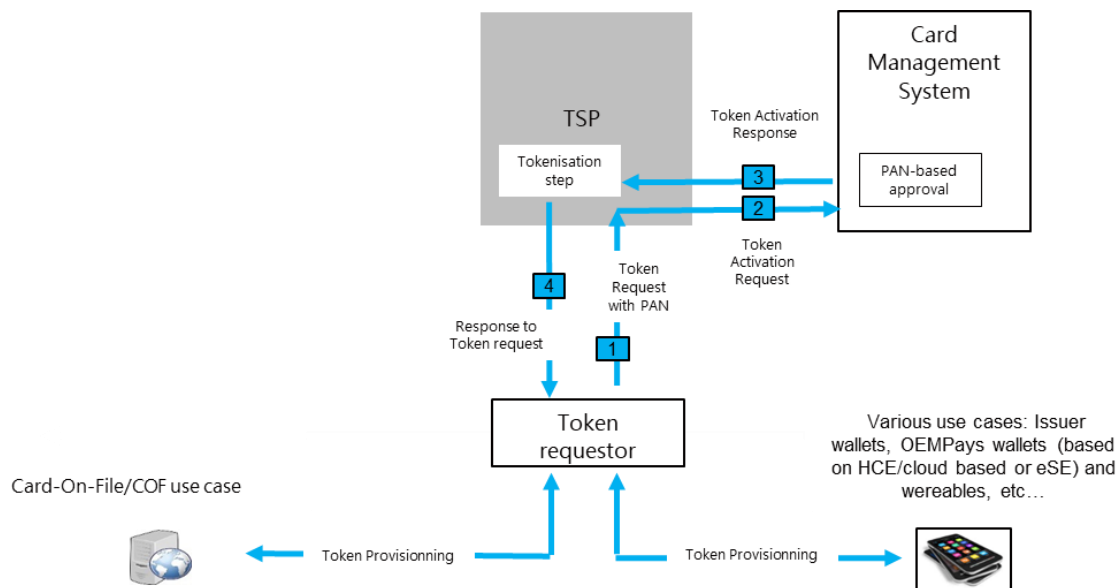 Card
Management
System
TSP
Token Activation
Response
Tokenisation
step
3
PAN-based
approval
2
Token
Activation
Request
Token
Request
with PAN
4
Response to
Token request
1
Token
requestor
Various use cases: Issuer
wallets, OEMPays wallets (based
on HCE/cloud based or eSE) and
wereables, etc…
Card-On-File/COF use case
Token Provisionning
Token Provisionning